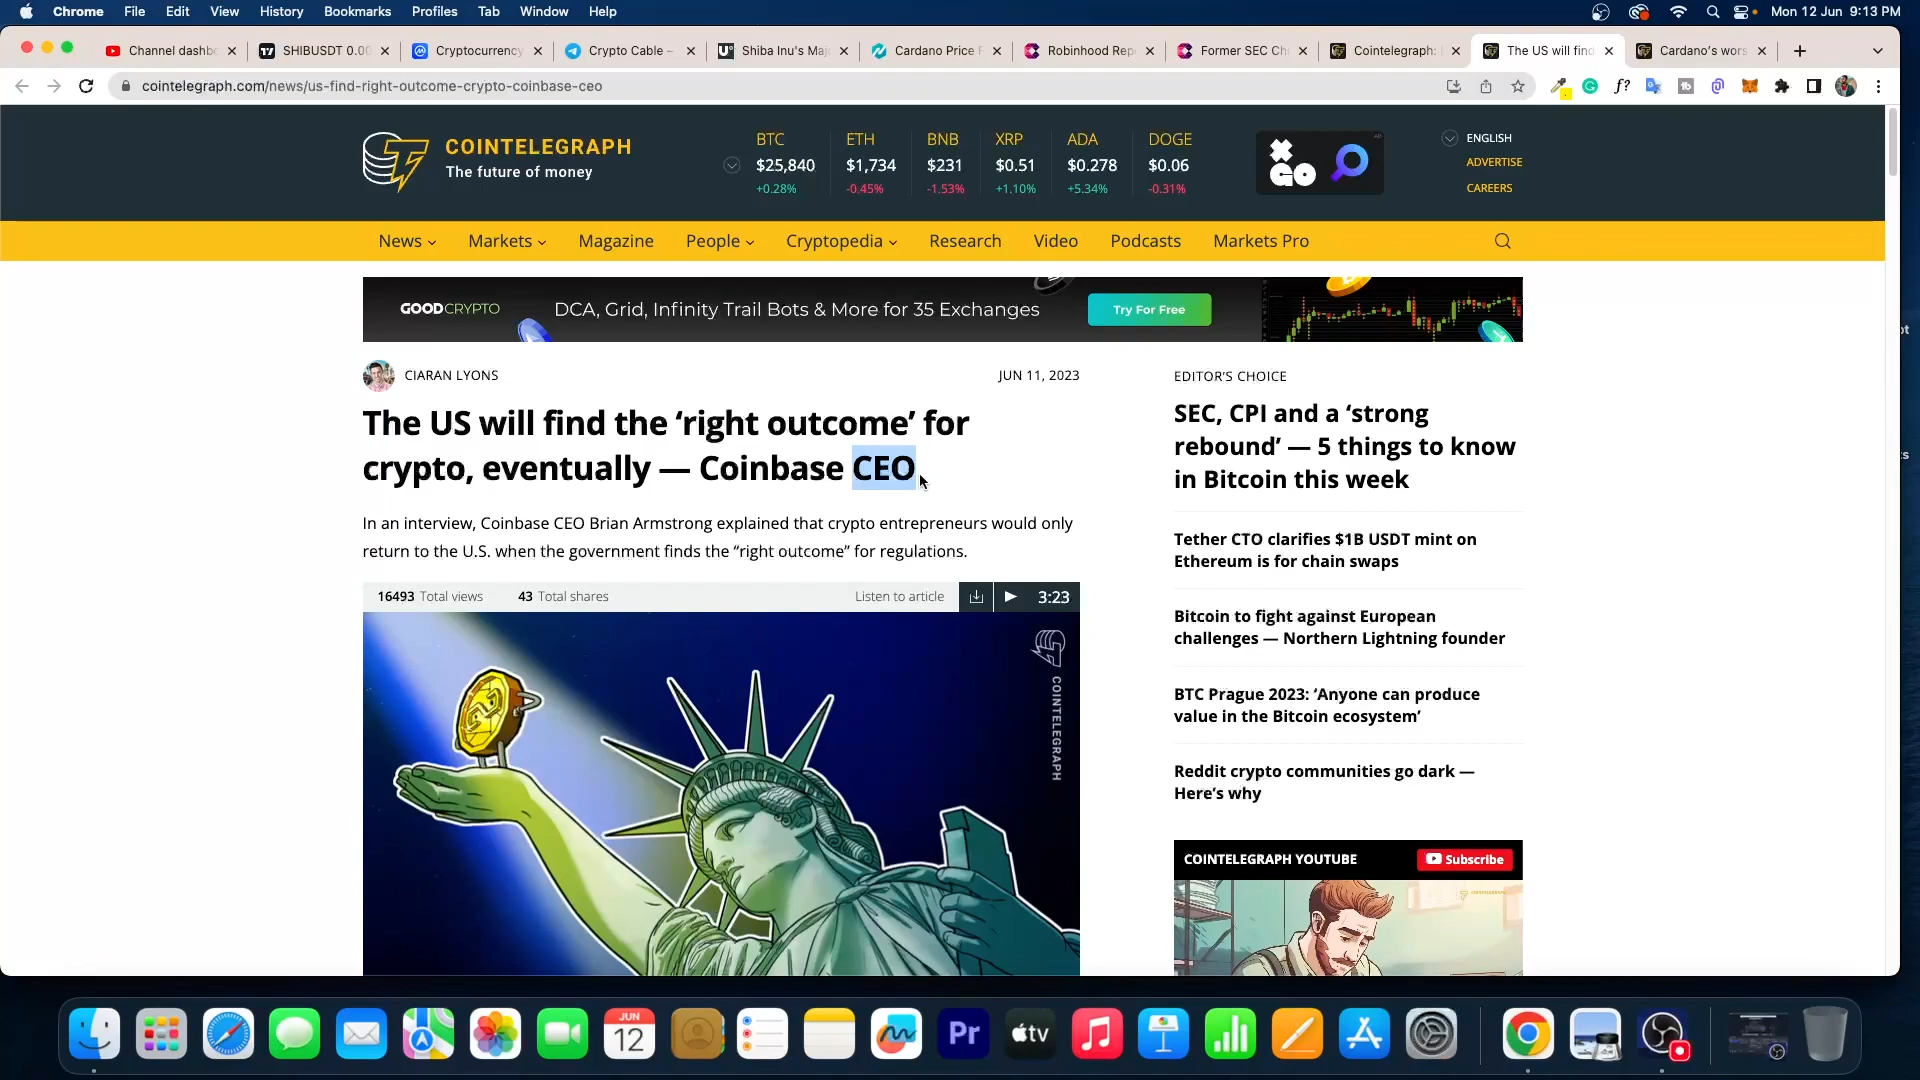 Chrome File Edit View History Bookmarks Profiles Tab Window Help Mon 12 Jun 9:13 PM
Channel dashbo SHIBUSDT 0.00 Cryptocurrency Crypto Cable – Shiba Inu's Maj Cardano Price F Robinhood Rep Former SEC Ch Cointelegraph: The US will find Cardano's wors
cointelegraph.com/news/us-find-right-outcome-crypto-coinbase-ceo
COINTELEGRAPH
The future of money
BTC ETH BNB XRP ADA DOGE
$25,840 $1,734 $231 $0.51 $0.278 $0.06
+0.28% -0.45% -1.53% +1.10% +5.34% -0.31%
ENGLISH
ADVERTISE
CAREERS
News Markets Magazine People Cryptopedia Research Video Podcasts Markets Pro
GOODCRYPTO DCA, Grid, Infinity Trail Bots & More for 35 Exchanges Try For Free
CIARAN LYONS JUN 11, 2023
The US will find the ‘right outcome’ for
crypto, eventually — Coinbase CEO
In an interview, Coinbase CEO Brian Armstrong explained that crypto entrepreneurs would only
return to the U.S. when the government finds the “right outcome” for regulations.
16493 Total views 43 Total shares Listen to article 3:23
COINTELEGRAPH
EDITOR’S CHOICE
SEC, CPI and a ‘strong
rebound’ — 5 things to know
in Bitcoin this week
Tether CTO clarifies $1B USDT mint on
Ethereum is for chain swaps
Bitcoin to fight against European
challenges — Northern Lightning founder
BTC Prague 2023: ‘Anyone can produce
value in the Bitcoin ecosystem’
Reddit crypto communities go dark —
Here’s why
COINTELEGRAPH YOUTUBE Subscribe
JUN
12
Pr
tv